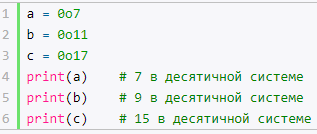 1 a = 0o7
2 b = 0o11
3 c = 0o17
4 print(a)    # 7 в десятичной системе
5 print(b)    # 9 в десятичной системе
6 print(c)    # 15 в десятичной системе